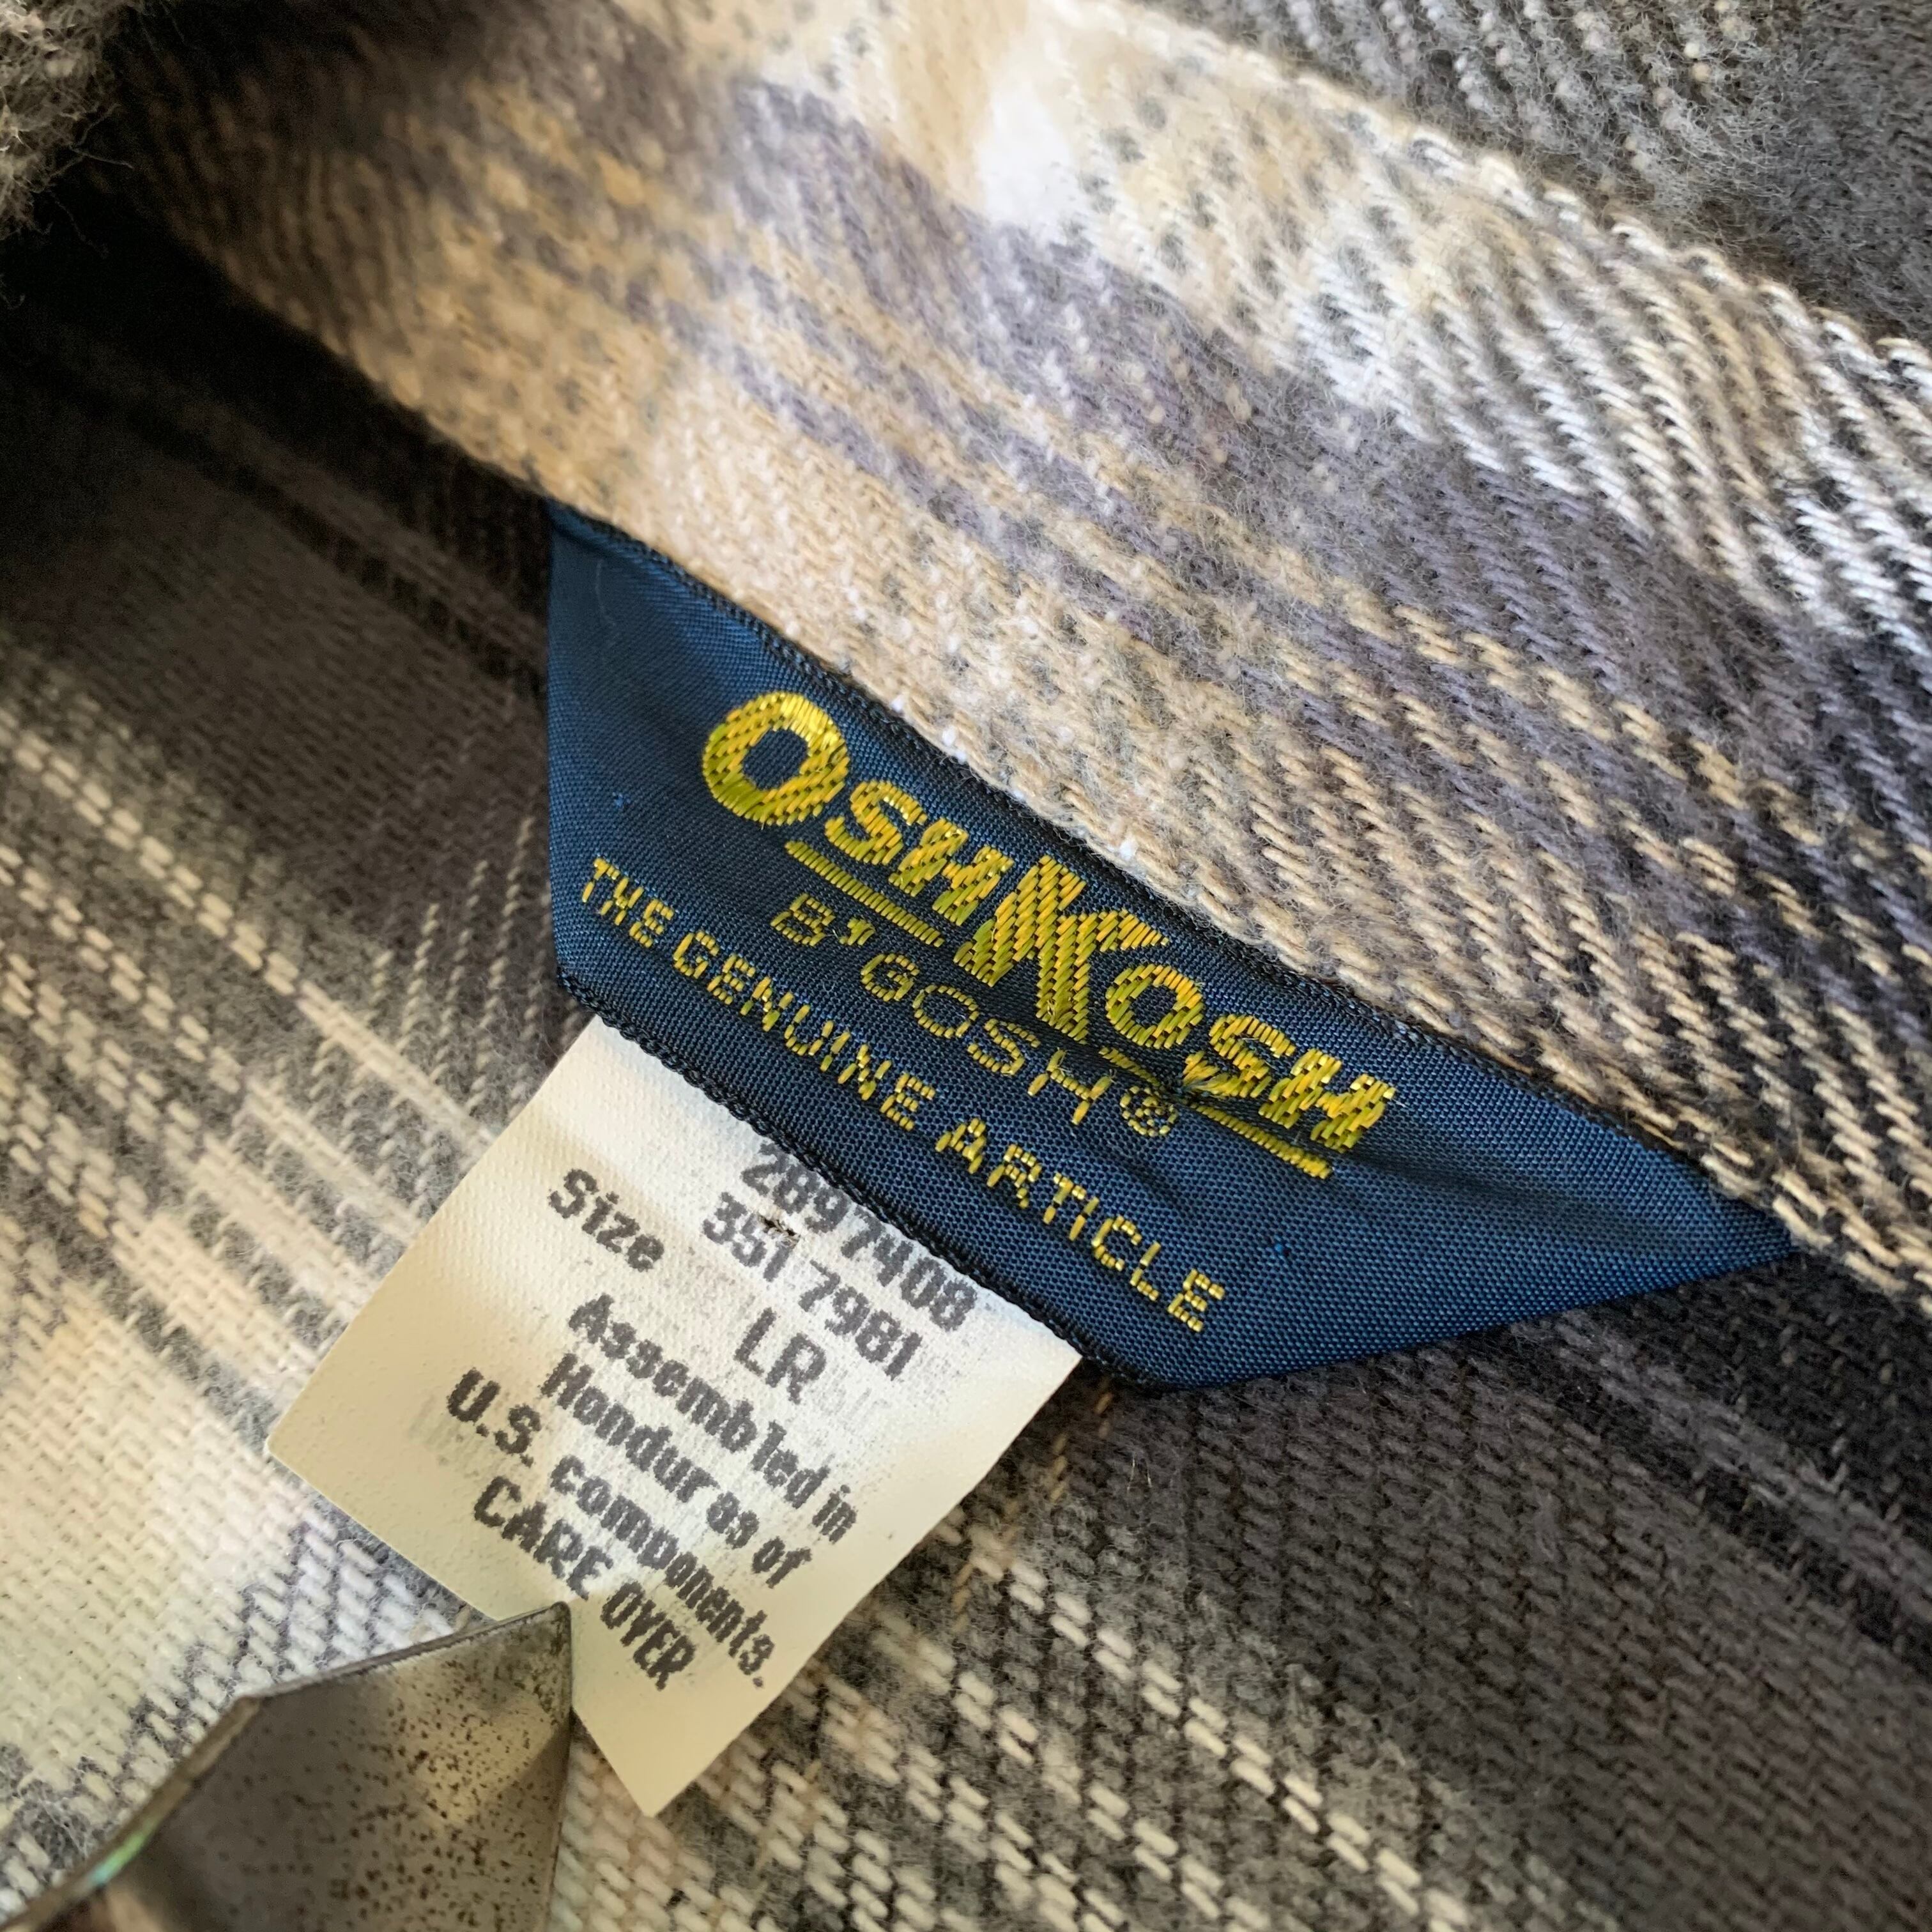 OSHKOSH
B'GOSH®
THE GENUINE ARTICLE
2897408
351 7981
Size LR
Assembled in
Honduras of
U.S. components.
CARE OVER